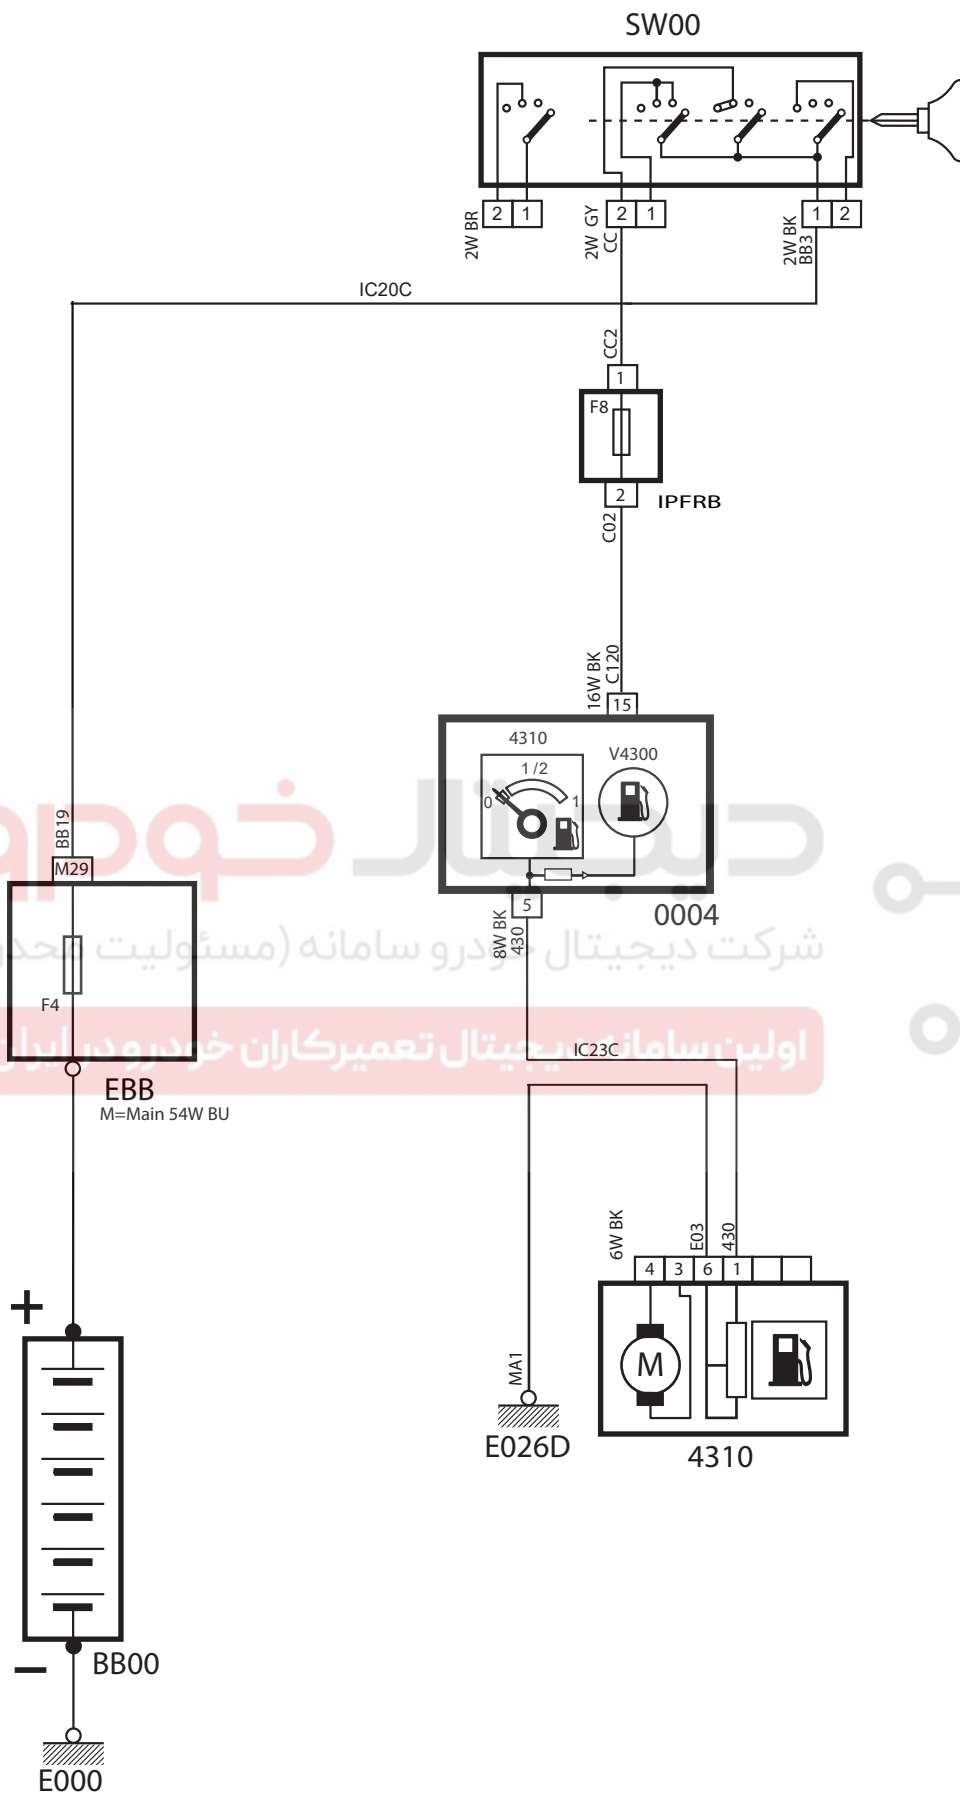 SW00
2W BR
2
1
2W GY
CC
2
1
2W BK
BB3
1
2
IC20C
CC2
1
F8
2
IPFRB
C02
16W BK
C120
15
4310
1/2
0
1
V4300
BB19
M29
دیجیتال خودرو
5
0004
8W BK
430
شرکت دیجیتال خودرو سامانه (مسئولیت محدو
F4
اولین سامانه دیجیتال تعمیرکاران خودرو در ایران
IC23C
EBB
M=Main 54W BU
6W BK
E03
430
4
3
6
1
+
M
MA1
E026D
4310
−
BB00
E000